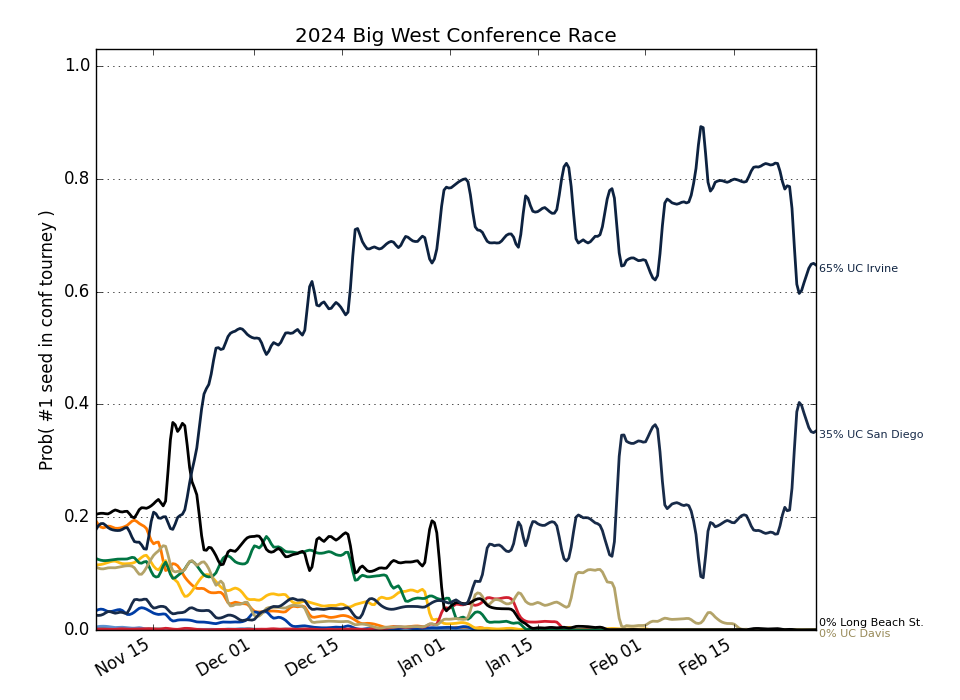 2024 Big West Conference Race
Prob( #1 seed in conf tourney )
1.0
0.8
0.6
0.4
0.2
0.0
65% UC Irvine
35% UC San Diego
0% Long Beach St.
0% UC Davis
Nov 15
Dec 01
Dec 15
Jan 01
Jan 15
Feb 01
Feb 15